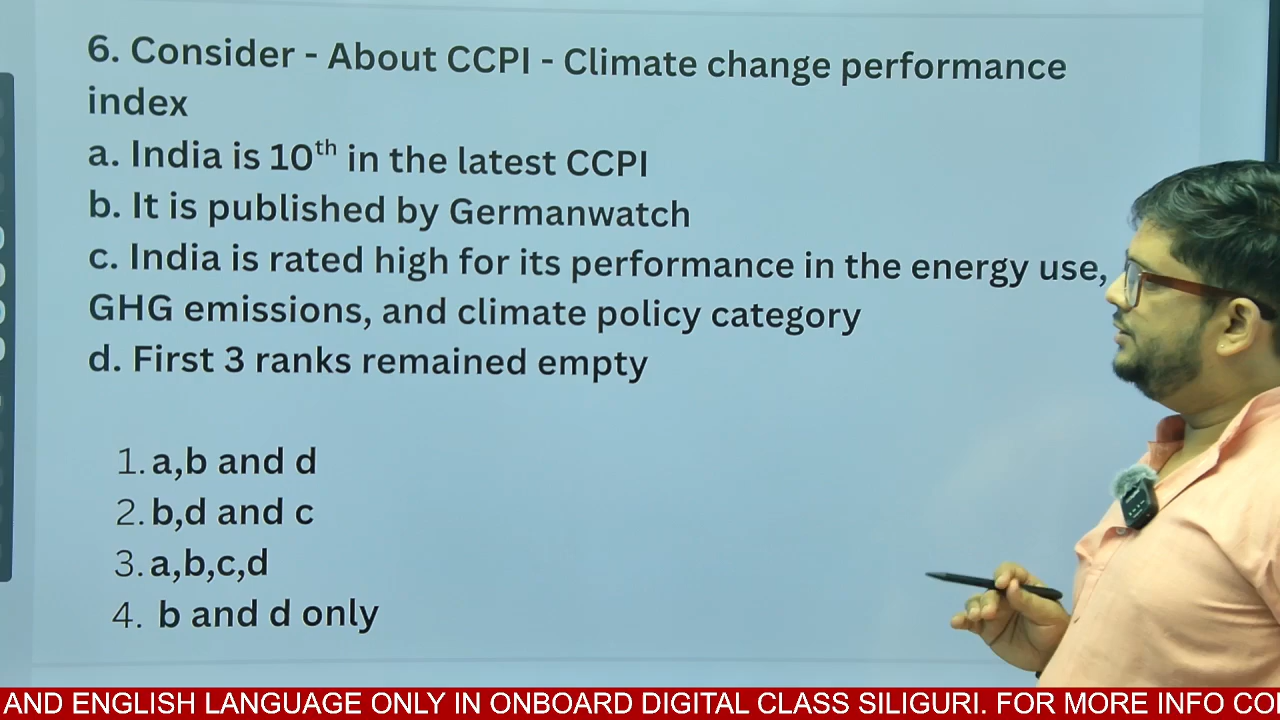 6. Consider - About CCPI - Climate change performance
index
a. India is 10th in the latest CCPI
b. It is published by Germanwatch
c. India is rated high for its performance in the energy use,
GHG emissions, and climate policy category
d. First 3 ranks remained empty
1. a,b and d
2. b,d and c
3. a,b,c,d
4. b and d only
AND ENGLISH LANGUAGE ONLY IN ONBOARD DIGITAL CLASS SILIGURI. FOR MORE INFO